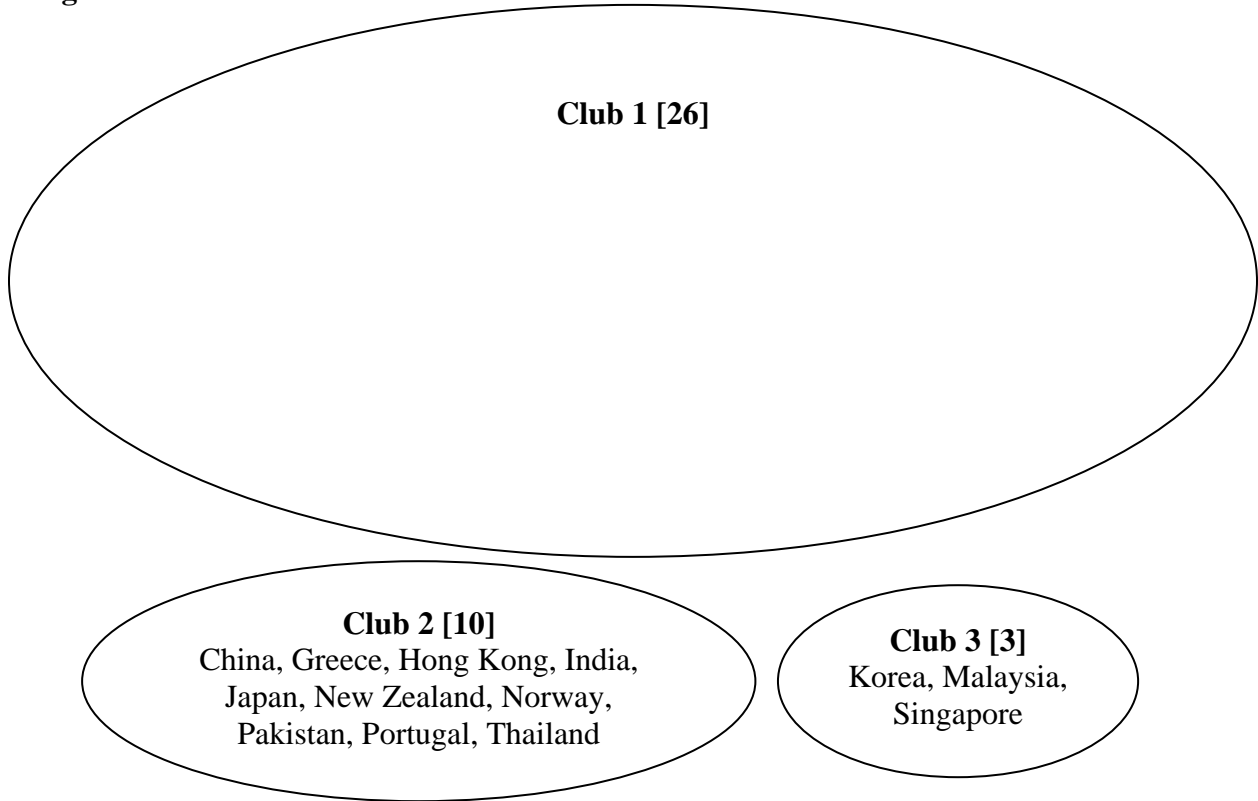 Club 1 [26]
Club 2 [10]
China, Greece, Hong Kong, India,
Japan, New Zealand, Norway,
Pakistan, Portugal, Thailand
Club 3 [3]
Korea, Malaysia,
Singapore